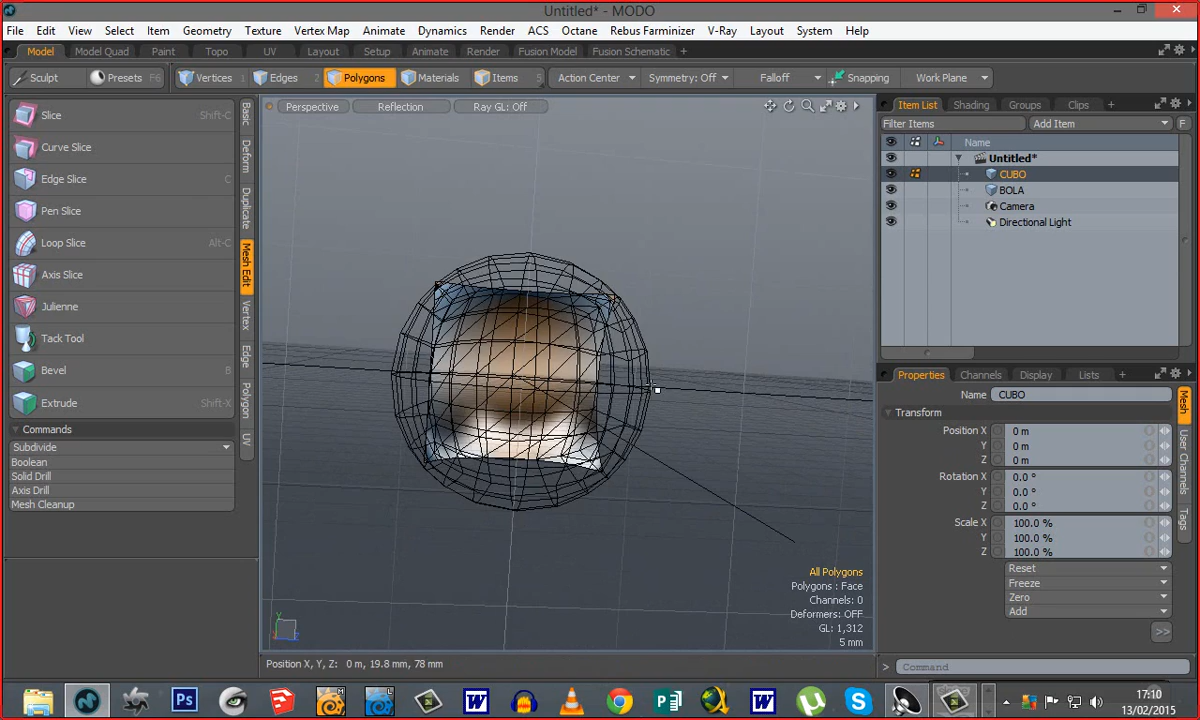 Untitled* - MODO
File Edit View Select Item Geometry Texture Vertex Map Animate Dynamics Render ACS Octane Rebus Farminizer V-Ray Layout System Help
Model Model Quad Paint Topo UV Layout Setup Animate Render Fusion Model Fusion Schematic +
Sculpt Presets F6 Vertices 1 Edges 2 Polygons Materials Items 5 Action Center Symmetry: Off Falloff Snapping Work Plane
Slice Shift-C
Curve Slice
Edge Slice C
Pen Slice
Loop Slice Alt-C
Axis Slice
Julienne
Tack Tool
Bevel
Extrude Shift-X
Commands
Subdivide
Boolean
Solid Drill
Axis Drill
Mesh Cleanup
Basic
Deform
Duplicate
Mesh Edit
Vertex
Edge
Polygon
UV
Perspective Reflection Ray GL: Off
All Polygons
Polygons : Face
Channels: 0
Deformers: OFF
GL: 1,312
5 mm
Position X, Y, Z: 0 m, 19.8 mm, 78 mm
Item List Shading Groups Clips +
Filter Items Add Item F
Name
Untitled*
CUBO
BOLA
Camera
Directional Light
Properties Channels Display Lists +
Name CUBO
Transform
Position X 0 m
Y 0 m
Z 0 m
Rotation X 0.0 °
Y 0.0 °
Z 0.0 °
Scale X 100.0 %
Y 100.0 %
Z 100.0 %
Reset
Freeze
Zero
Add
>>
Mesh
User Channels
Tags
> Command
17:10
13/02/2015